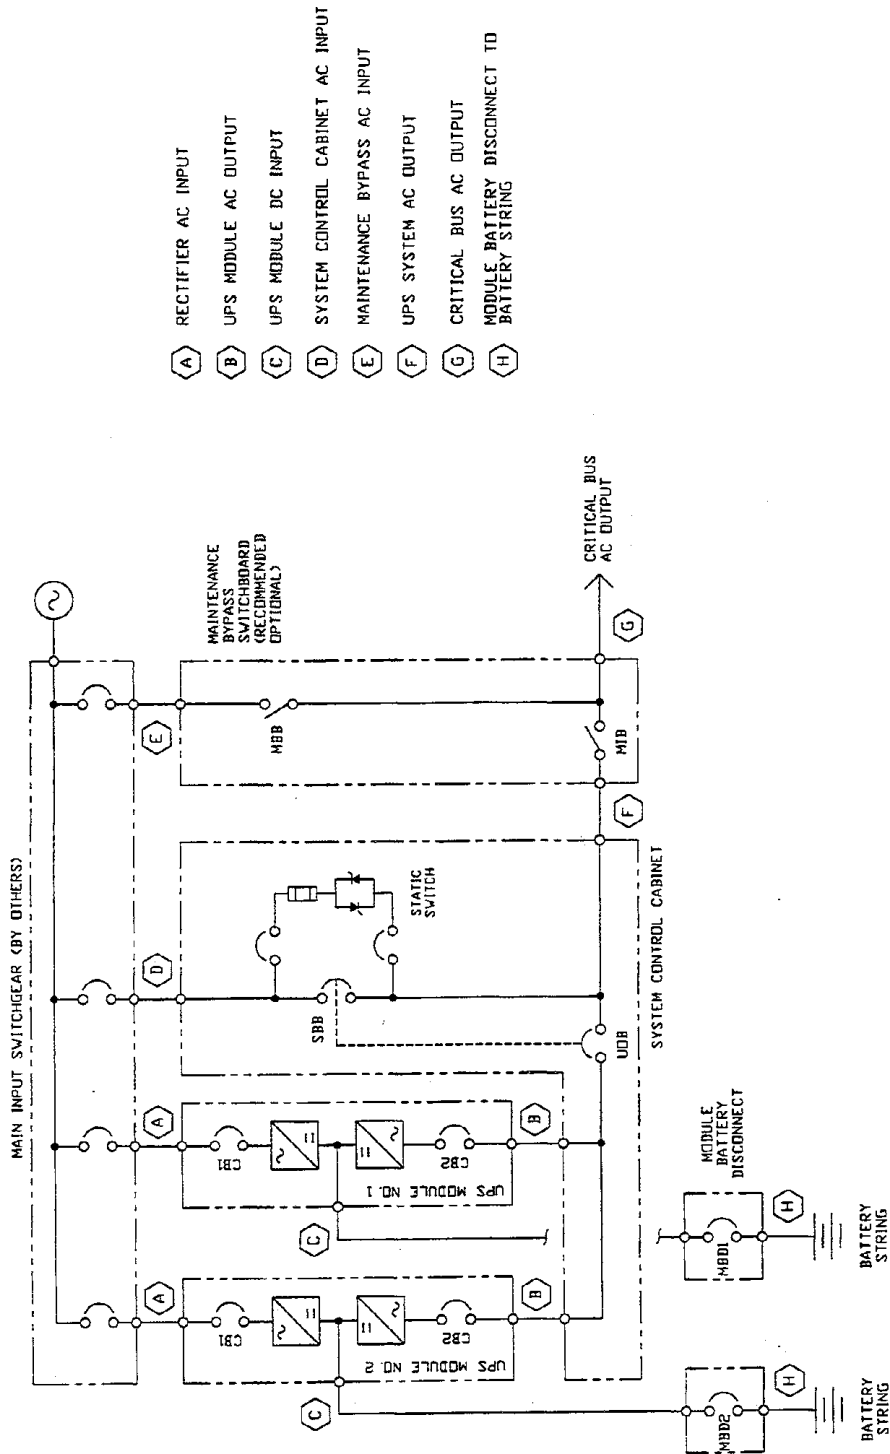 MAIN INPUT SWITCHGEAR (BY OTHERS)
A
A
D
E
CB1
CB1
UPS MODULE NO. 2
UPS MODULE NO. 1
CB2
CB2
C
C
B
B
SBB
STATIC
SWITCH
UOB
SYSTEM CONTROL CABINET
MAINTENANCE
BYPASS
SWITCHBOARD
(RECOMMENDED
OPTIONAL)
MBB
MIB
F
G
CRITICAL BUS
AC OUTPUT
MODULE
BATTERY
DISCONNECT
MBD2
MBD1
H
H
BATTERY
STRING
BATTERY
STRING
A RECTIFIER AC INPUT
B UPS MODULE AC OUTPUT
C UPS MODULE DC INPUT
D SYSTEM CONTROL CABINET AC INPUT
E MAINTENANCE BYPASS AC INPUT
F UPS SYSTEM AC OUTPUT
G CRITICAL BUS AC OUTPUT
H MODULE BATTERY DISCONNECT TO
BATTERY STRING